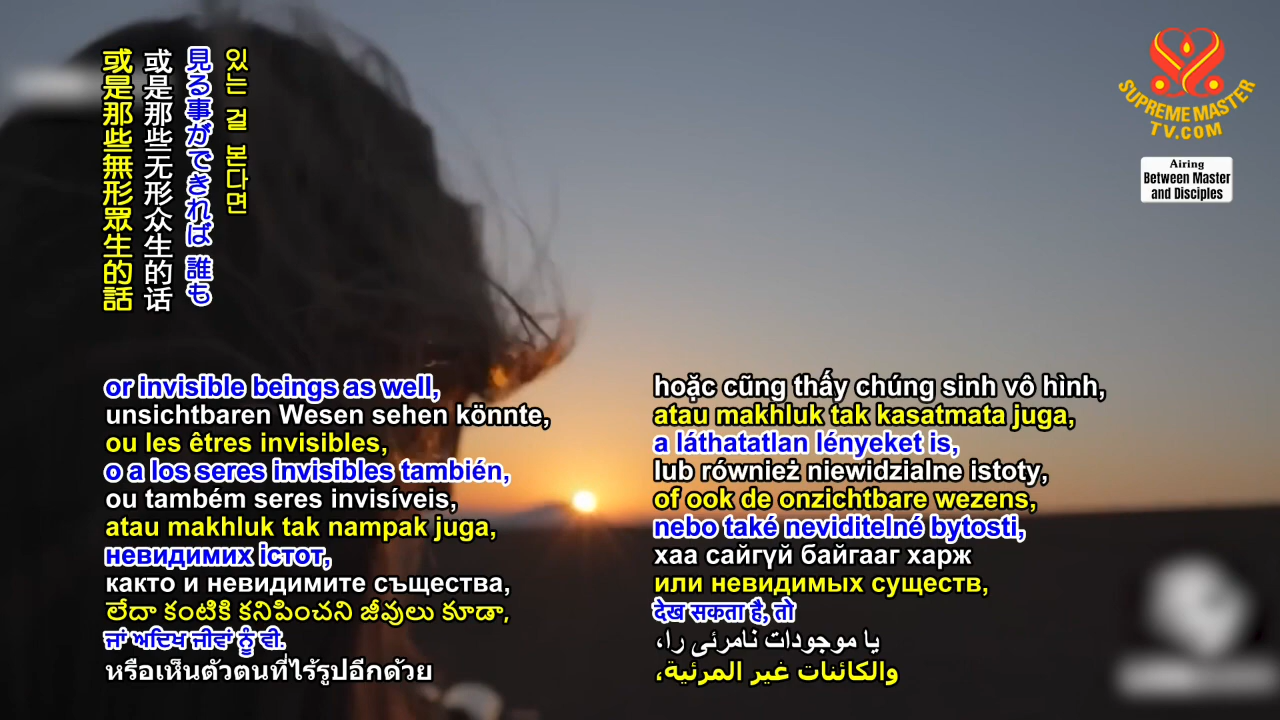 있는 걸 본다면
見る事ができれば 誰も
或是那些无形众生的话
或是那些無形眾生的話
SUPREME MASTER
TV.COM
Airing
Between Master
and Disciples
or invisible beings as well,
unsichtbaren Wesen sehen könnte,
ou les êtres invisibles,
o a los seres invisibles también,
ou também seres invisíveis,
atau makhluk tak nampak juga,
невидимих істот,
както и невидимите същества,
లేదా కంటికి కనిపించని జీవులు కూడా,
ਜਾਂ ਅਦਿਖ ਜੀਵਾਂ ਨੂੰ ਵੀ.
หรือเห็นตัวตนที่ไร้รูปอีกด้วย
hoặc cũng thấy chúng sinh vô hình,
atau makhluk tak kasatmata juga,
a láthatatlan lényeket is,
lub również niewidzialne istoty,
of ook de onzichtbare wezens,
nebo také neviditelné bytosti,
хаа сайгүй байгааг харж
или невидимых существ,
देख सकता है, तो
یا موجودات نامرئی را،
والكائنات غير المرئية،